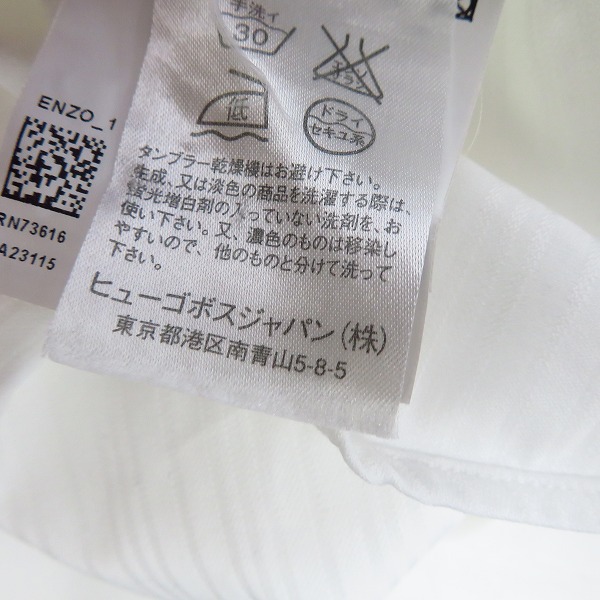 手洗イ
30
エンソ
サラシ
低
ドライ
セキユ系
タンブラー乾燥機はお避け下さい。
生成、又は淡色の商品を洗濯する際は、
蛍光増白剤の入っていない洗剤を、お
使い下さい。又、濃色のものは移染し
やすいので、他のものと分けて洗って
下さい。
ヒューゴボスジャパン(株)
東京都港区南青山5-8-5
ENZO_1
RN73616
A23115